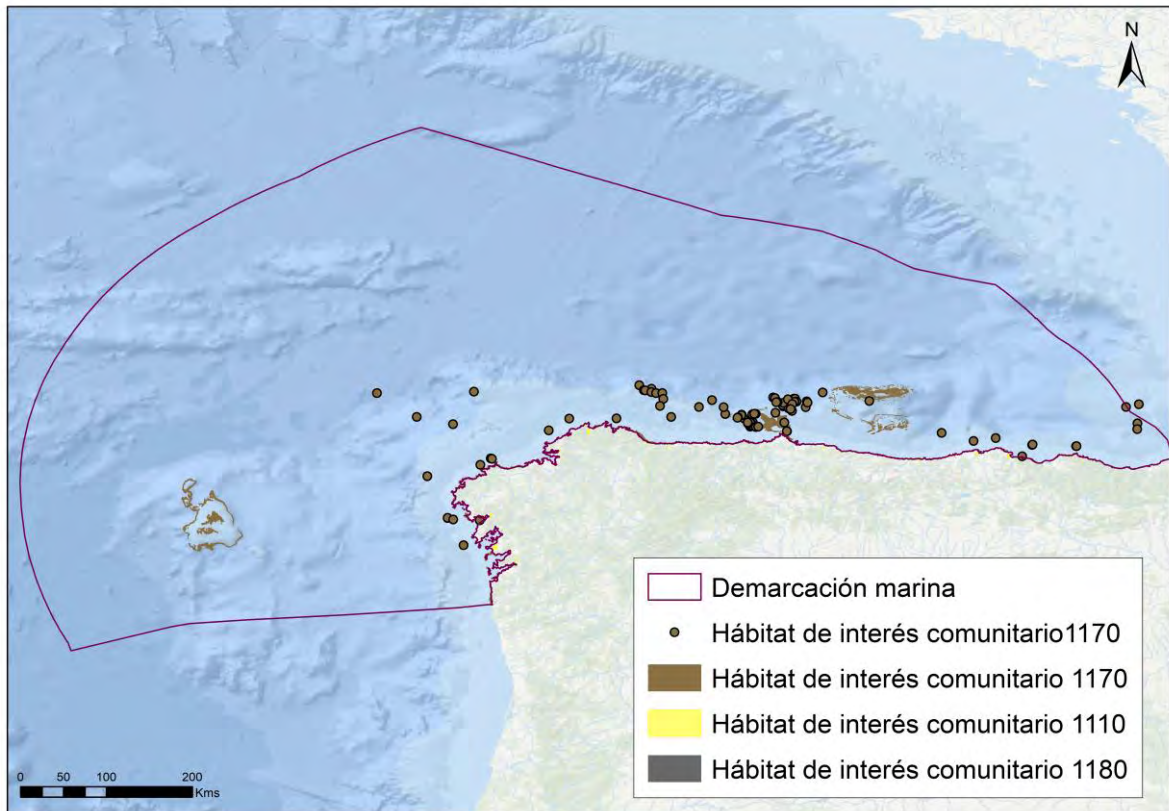 N
Demarcación marina
Hábitat de interés comunitario1170
Hábitat de interés comunitario 1170
Hábitat de interés comunitario 1110
Hábitat de interés comunitario 1180
0 50 100 200
Kms